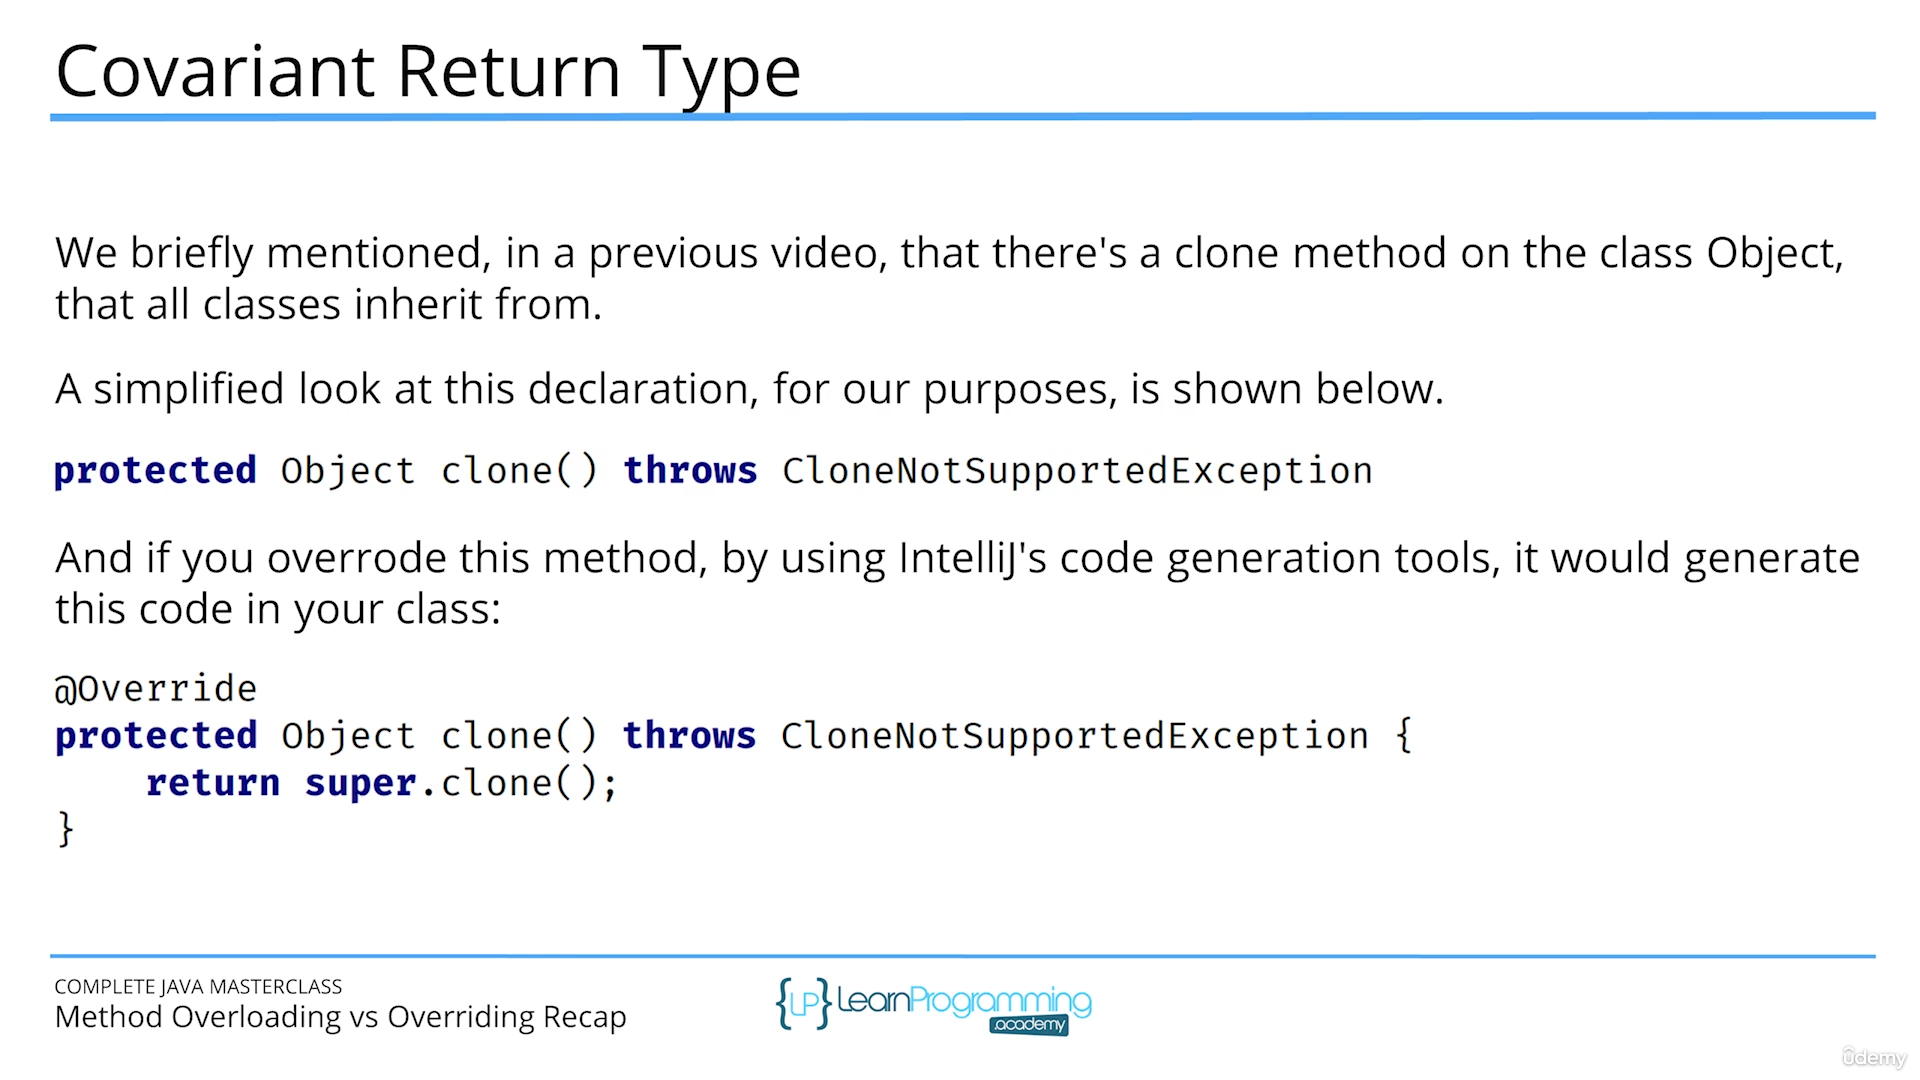 Covariant Return Type
We briefly mentioned, in a previous video, that there's a clone method on the class Object,
that all classes inherit from.
A simplified look at this declaration, for our purposes, is shown below.
protected Object clone() throws CloneNotSupportedException
And if you overrode this method, by using IntelliJ's code generation tools, it would generate
this code in your class:
@Override
protected Object clone() throws CloneNotSupportedException {
    return super.clone();
}
COMPLETE JAVA MASTERCLASS
Method Overloading vs Overriding Recap
{LP} LearnProgramming
.academy
ûdemy